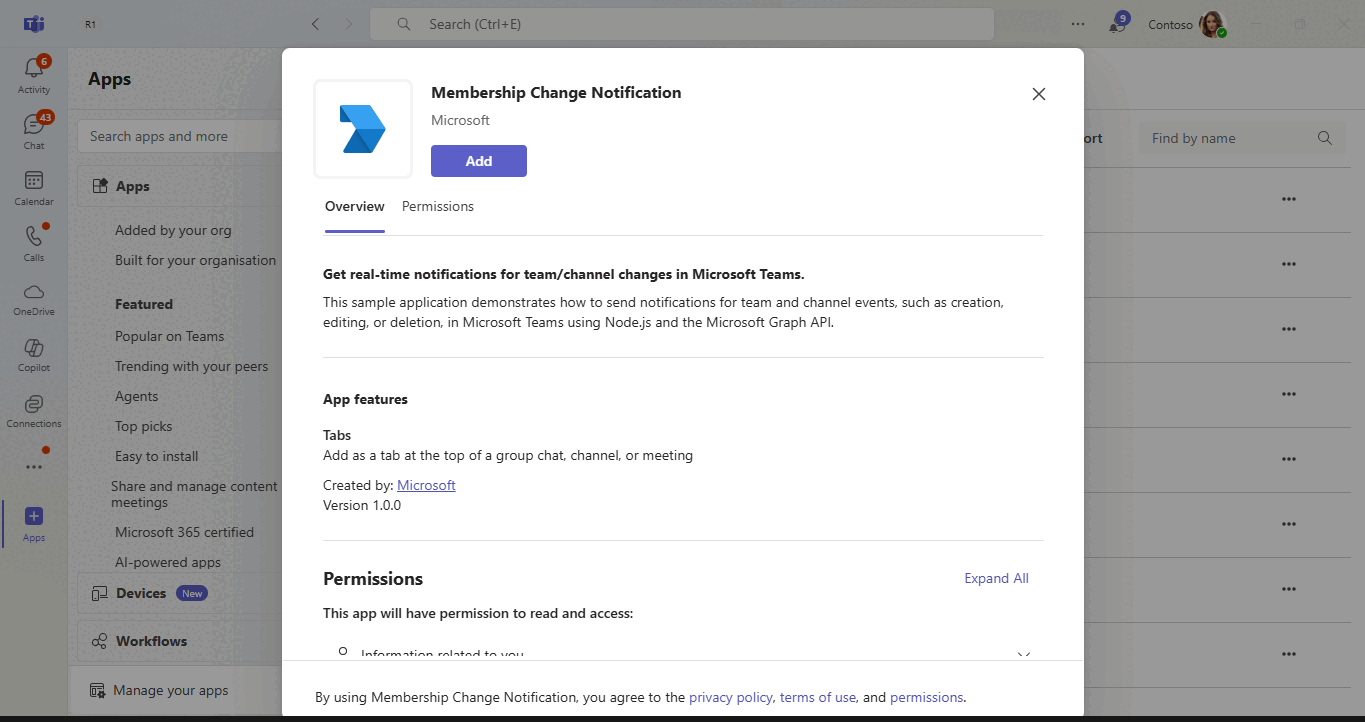 R1
Search (Ctrl+E)
9
Contoso
6
Activity
43
Chat
Calendar
Calls
OneDrive
Copilot
Connections
Apps
Apps
Search apps and more
Apps
Added by your org
Built for your organisation
Featured
Popular on Teams
Trending with your peers
Agents
Top picks
Easy to install
Share and manage content
meetings
Microsoft 365 certified
AI-powered apps
Devices New
Workflows
Manage your apps
Membership Change Notification
Microsoft
Add
Overview Permissions
Get real-time notifications for team/channel changes in Microsoft Teams.
This sample application demonstrates how to send notifications for team and channel events, such as creation,
editing, or deletion, in Microsoft Teams using Node.js and the Microsoft Graph API.
App features
Tabs
Add as a tab at the top of a group chat, channel, or meeting
Created by: Microsoft
Version 1.0.0
Permissions
Expand All
This app will have permission to read and access:
Information related to you
By using Membership Change Notification, you agree to the privacy policy, terms of use, and permissions.
ort
Find by name